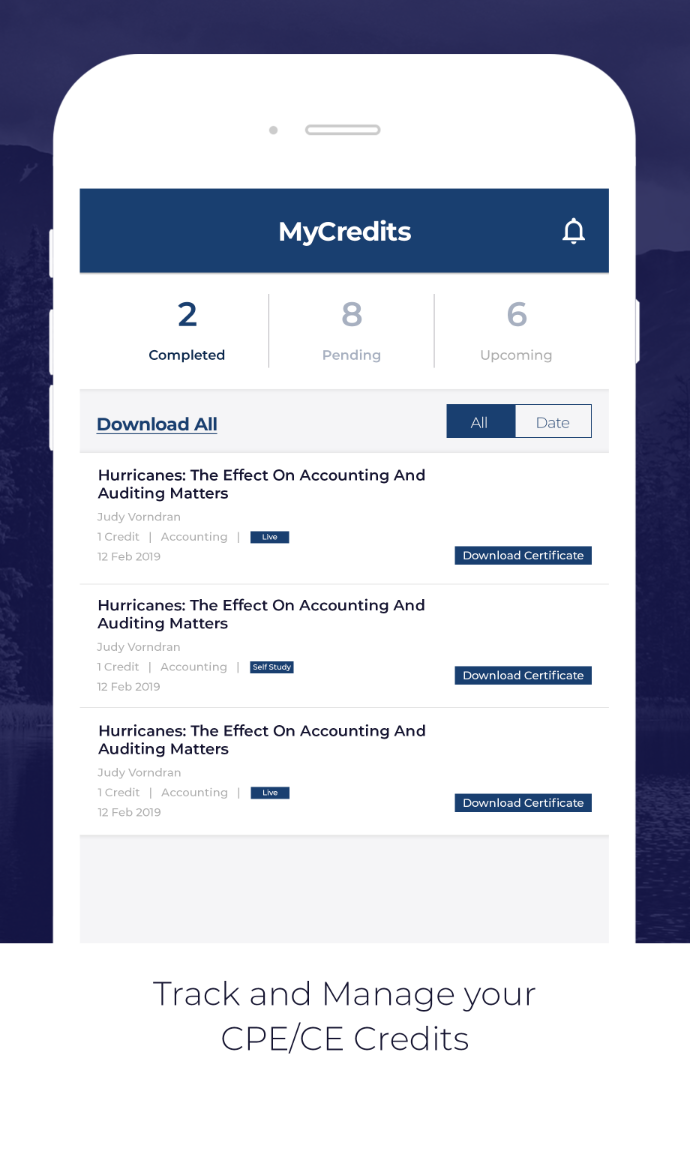 MyCredits
2
8
6
Completed
Pending
Upcoming
Download All
All
Date
Hurricanes: The Effect On Accounting And
Auditing Matters
Judy Vorndran
1 Credit | Accounting | Live
12 Feb 2019
Download Certificate
Hurricanes: The Effect On Accounting And
Auditing Matters
Judy Vorndran
1 Credit | Accounting | Self Study
12 Feb 2019
Download Certificate
Hurricanes: The Effect On Accounting And
Auditing Matters
Judy Vorndran
1 Credit | Accounting | Live
12 Feb 2019
Download Certificate
Track and Manage your
CPE/CE Credits